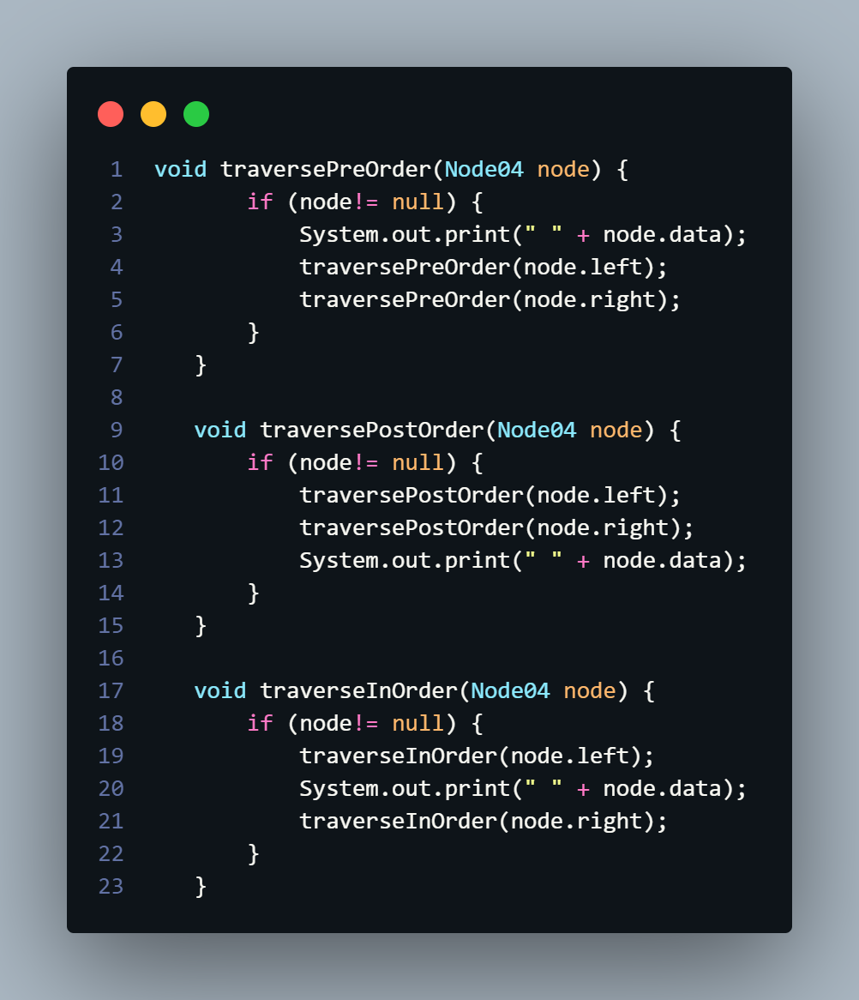 1 void traversePreOrder(Node04 node) {
2 if (node!= null) {
3 System.out.print(" " + node.data);
4 traversePreOrder(node.left);
5 traversePreOrder(node.right);
6 }
7 }
8
9 void traversePostOrder(Node04 node) {
10 if (node!= null) {
11 traversePostOrder(node.left);
12 traversePostOrder(node.right);
13 System.out.print(" " + node.data);
14 }
15 }
16
17 void traverseInOrder(Node04 node) {
18 if (node!= null) {
19 traverseInOrder(node.left);
20 System.out.print(" " + node.data);
21 traverseInOrder(node.right);
22 }
23 }